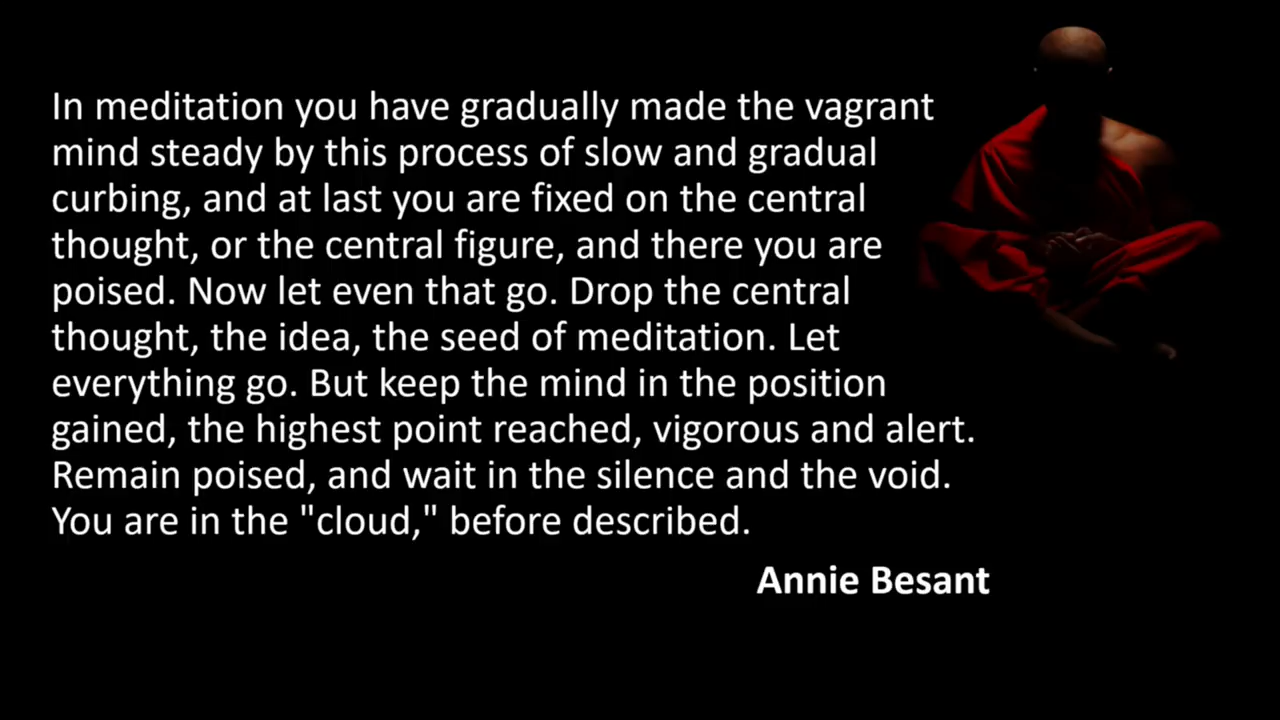 In meditation you have gradually made the vagrant
mind steady by this process of slow and gradual
curbing, and at last you are fixed on the central
thought, or the central figure, and there you are
poised. Now let even that go. Drop the central
thought, the idea, the seed of meditation. Let
everything go. But keep the mind in the position
gained, the highest point reached, vigorous and alert.
Remain poised, and wait in the silence and the void.
You are in the "cloud," before described.
Annie Besant